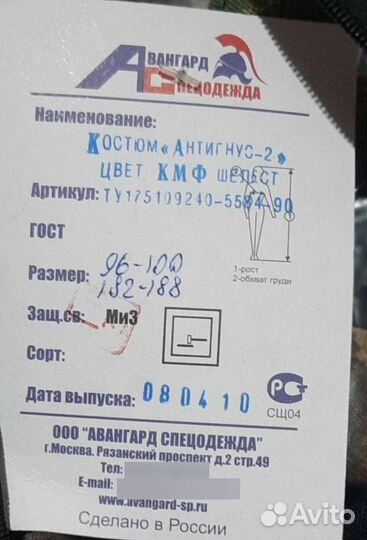 АВАНГАРД
СПЕЦОДЕЖДА
Наименование:
КОСТЮМ «АНТИГНУС-2»
ЦВЕТ КМФ ШЕЛЕСТ
Артикул: ТУ175109240-5584-90
ГОСТ
1-рост
2-обхват груди
Размер: 96-100
182-188
Защ.св: Ми3
Сорт:
Дата выпуска: 080410
РСТ
СЩ04
ООО "АВАНГАРД СПЕЦОДЕЖДА"
г.Москва. Рязанский проспект д.2 стр.49
Тел:
E-mail:
www.avangard-sp.ru
Сделано в России
Avito